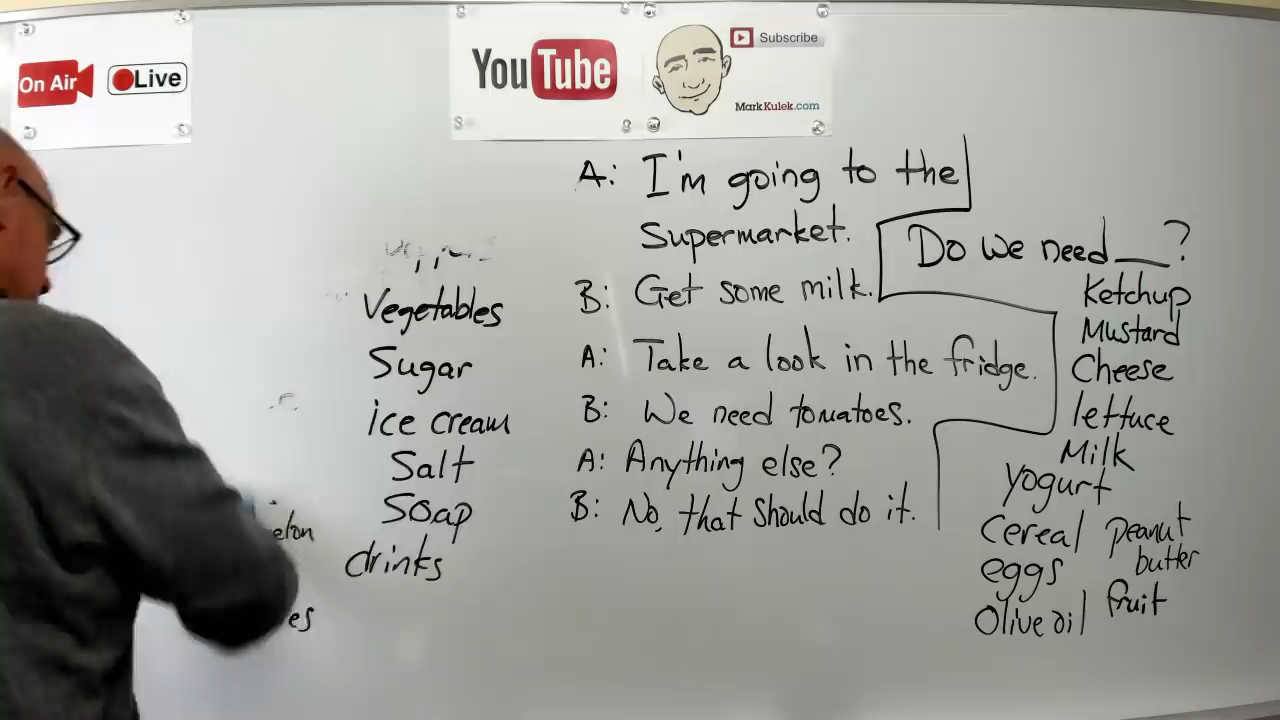 On Air
Live
YouTube
Subscribe
MarkKulek.com
A: I'm going to the
Supermarket.
B: Get some milk.
A: Take a look in the fridge.
B: We need tomatoes.
A: Anything else?
B: No, that should do it.
Do we need ___?
Ketchup
Mustard
Cheese
lettuce
Milk
yogurt
Cereal
eggs
Olive oil
peanut
butter
fruit
Vegetables
Sugar
ice cream
Salt
Soap
drinks